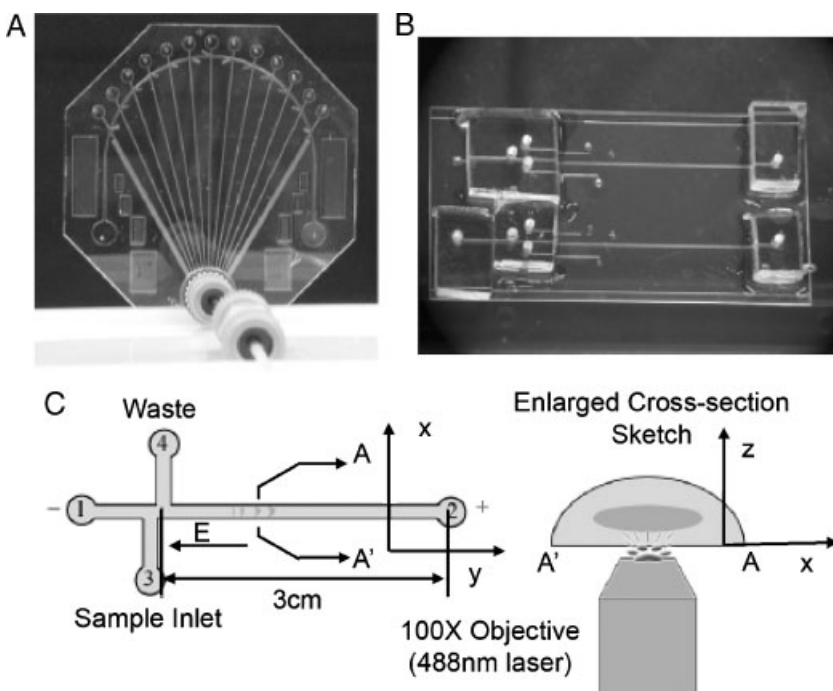 A
B
C
Waste
4
1
−
E
A
A'
x
y
2
+
3
3cm
Sample Inlet
Enlarged Cross-section
Sketch
z
x
A'
A
100X Objective
(488nm laser)